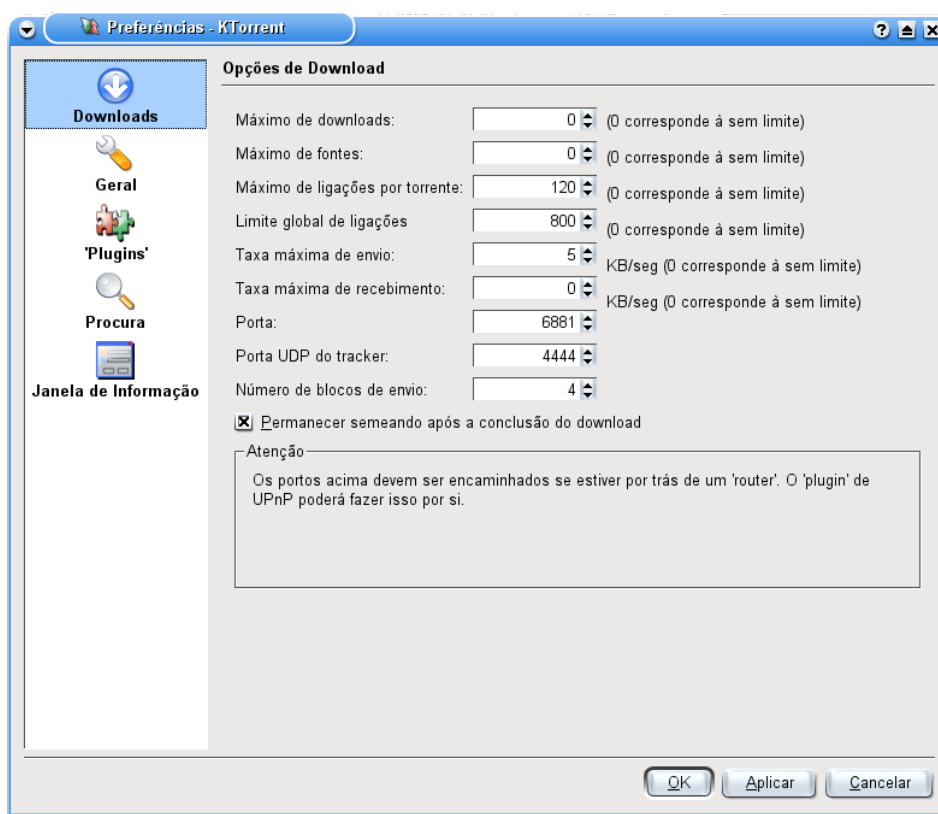 Preferências - KTorrent
?
Downloads
Geral
'Plugins'
Procura
Janela de Informação
Opções de Download
Máximo de downloads: 0 (0 corresponde à sem limite)
Máximo de fontes: 0 (0 corresponde à sem limite)
Máximo de ligações por torrente: 120 (0 corresponde à sem limite)
Limite global de ligações 800 (0 corresponde à sem limite)
Taxa máxima de envio: 5 KB/seg (0 corresponde à sem limite)
Taxa máxima de recebimento: 0 KB/seg (0 corresponde à sem limite)
Porta: 6881
Porta UDP do tracker: 4444
Número de blocos de envio: 4
Permanecer semeando após a conclusão do download
Atenção
Os portos acima devem ser encaminhados se estiver por trás de um 'router'. O 'plugin' de
UPnP poderá fazer isso por si.
OK Aplicar Cancelar